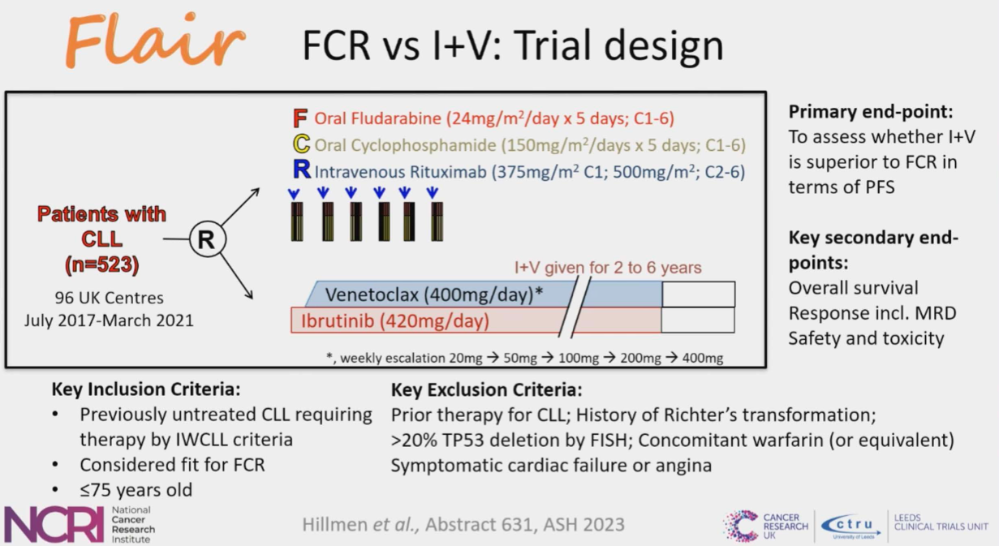 Flair
FCR vs I+V: Trial design
F Oral Fludarabine (24mg/m²/day x 5 days; C1-6)
C Oral Cyclophosphamide (150mg/m²/days x 5 days; C1-6)
R Intravenous Rituximab (375mg/m² C1; 500mg/m²; C2-6)
Patients with
CLL
(n=523)
R
96 UK Centres
July 2017-March 2021
I+V given for 2 to 6 years
Venetoclax (400mg/day)*
Ibrutinib (420mg/day)
*, weekly escalation 20mg → 50mg → 100mg → 200mg → 400mg
Primary end-point:
To assess whether I+V
is superior to FCR in
terms of PFS
Key secondary end-
points:
Overall survival
Response incl. MRD
Safety and toxicity
Key Inclusion Criteria:
• Previously untreated CLL requiring
therapy by IWCLL criteria
• Considered fit for FCR
• ≤75 years old
Key Exclusion Criteria:
Prior therapy for CLL; History of Richter’s transformation;
>20% TP53 deletion by FISH; Concomitant warfarin (or equivalent)
Symptomatic cardiac failure or angina
NCRI
National
Cancer
Research
Institute
Hillmen et al., Abstract 631, ASH 2023
CANCER
RESEARCH
UK
ctru
University of Leeds
LEEDS
CLINICAL TRIALS UNIT